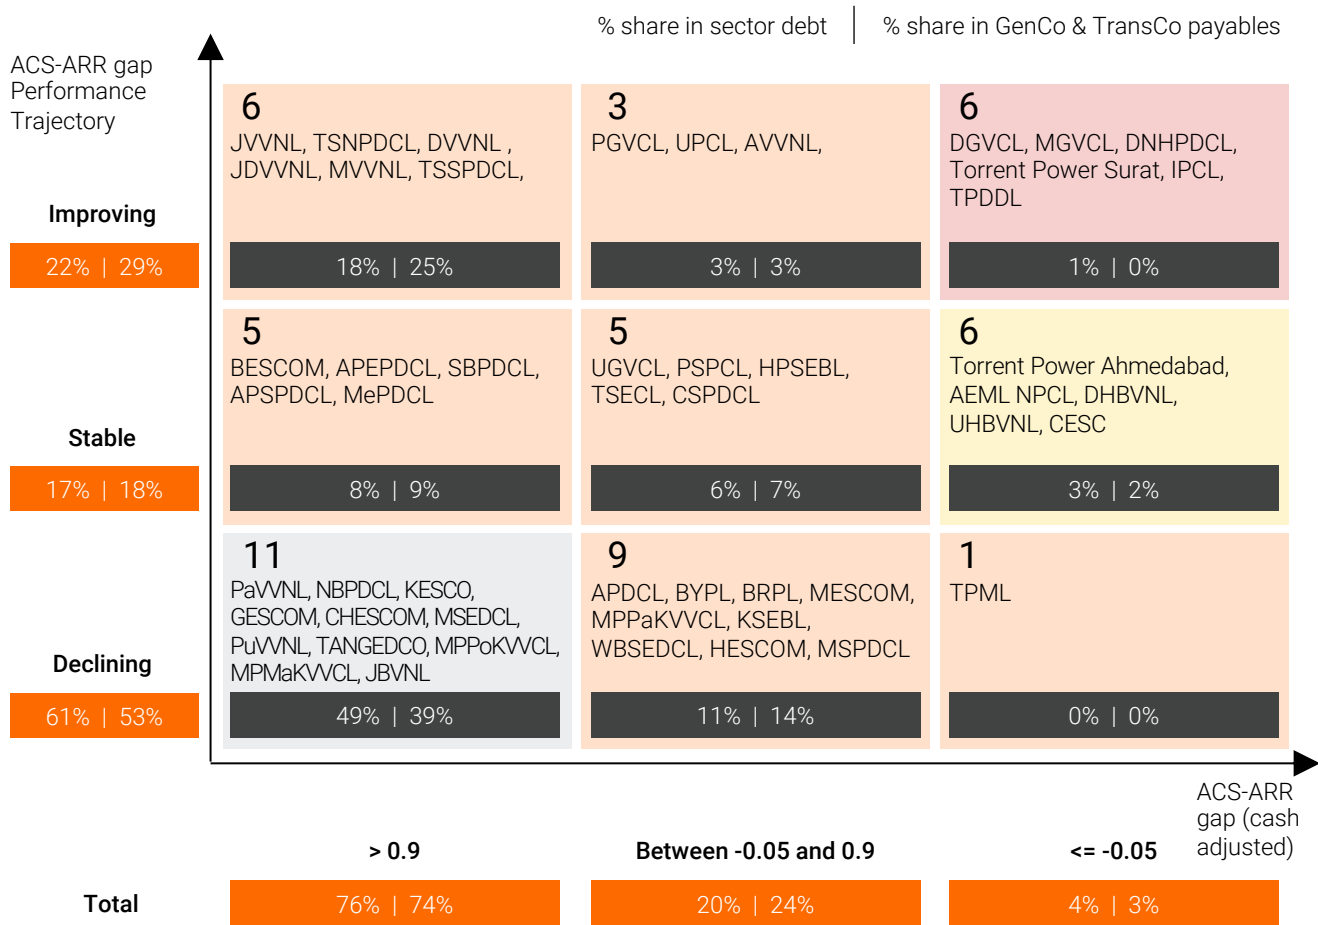 % share in sector debt | % share in GenCo & TransCo payables
ACS-ARR gap
Performance
Trajectory
Improving
22% | 29%
6
JVVNL, TSNPDCL, DVVNL ,
JDVVNL, MVVNL, TSSPDCL,
18% | 25%
3
PGVCL, UPCL, AVVNL,
3% | 3%
6
DGVCL, MGVCL, DNHPDCL,
Torrent Power Surat, IPCL,
TPDDL
1% | 0%
Stable
17% | 18%
5
BESCOM, APEPDCL, SBPDCL,
APSPDCL, MePDCL
8% | 9%
5
UGVCL, PSPCL, HPSEBL,
TSECL, CSPDCL
6% | 7%
6
Torrent Power Ahmedabad,
AEML NPCL, DHBVNL,
UHBVNL, CESC
3% | 2%
Declining
61% | 53%
11
PaVVNL, NBPDCL, KESCO,
GESCOM, CHESCOM, MSEDCL,
PuVVNL, TANGEDCO, MPPoKVVCL,
MPMaKVVCL, JBVNL
49% | 39%
9
APDCL, BYPL, BRPL, MESCOM,
MPPaKVVCL, KSEBL,
WBSEDCL, HESCOM, MSPDCL
11% | 14%
1
TPML
0% | 0%
ACS-ARR
gap (cash
adjusted)
> 0.9
Between -0.05 and 0.9
<= -0.05
Total
76% | 74%
20% | 24%
4% | 3%